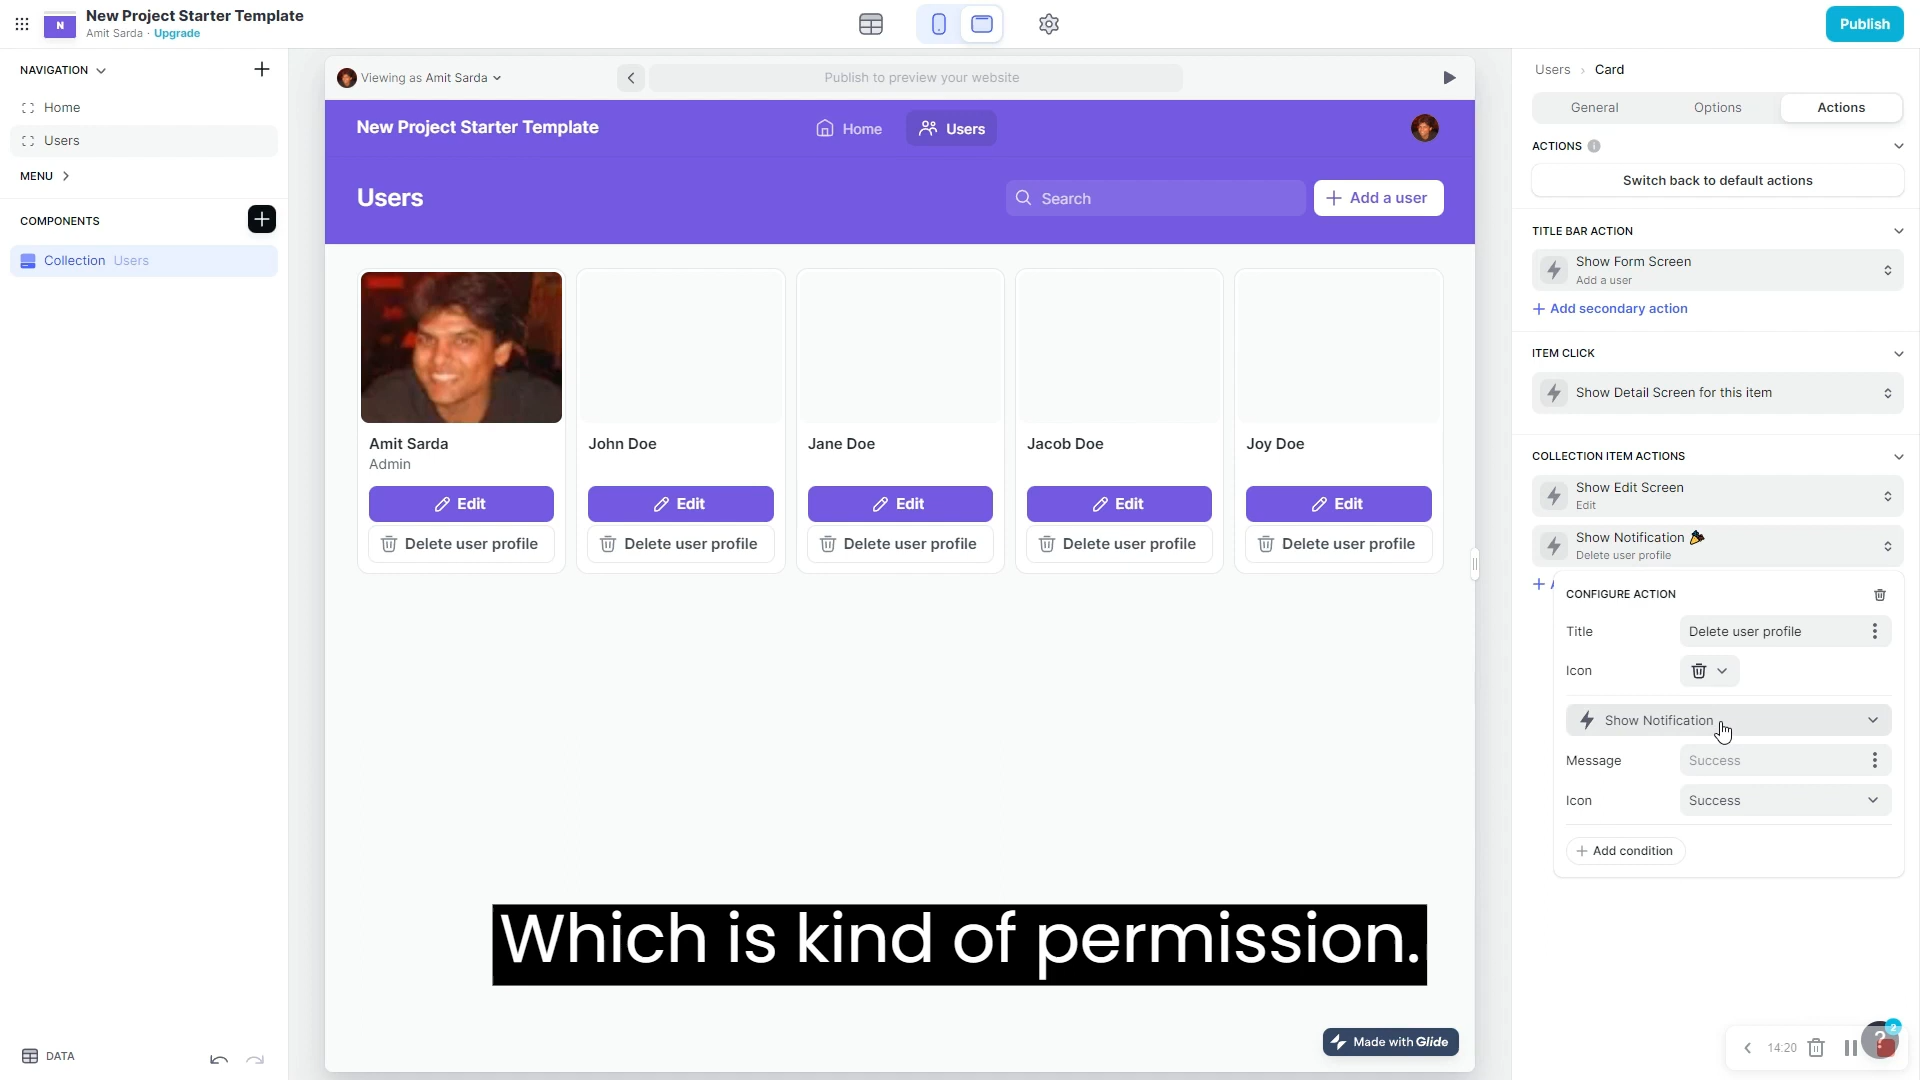 N
New Project Starter Template
Amit Sarda · Upgrade
Publish
NAVIGATION
Home
Users
MENU
COMPONENTS
Collection Users
DATA
Viewing as Amit Sarda
Publish to preview your website
New Project Starter Template
Home
Users
Users
Search
Add a user
Amit Sarda
Admin
Edit
Delete user profile
John Doe
Edit
Delete user profile
Jane Doe
Edit
Delete user profile
Jacob Doe
Edit
Delete user profile
Joy Doe
Edit
Delete user profile
Which is kind of permission.
Made with Glide
Users › Card
General
Options
Actions
ACTIONS
Switch back to default actions
TITLE BAR ACTION
Show Form Screen
Add a user
+ Add secondary action
ITEM CLICK
Show Detail Screen for this item
COLLECTION ITEM ACTIONS
Show Edit Screen
Edit
Show Notification 🎉
Delete user profile
CONFIGURE ACTION
Title
Delete user profile
Icon
Show Notification
Message
Success
Icon
Success
+ Add condition
14:20
?
2